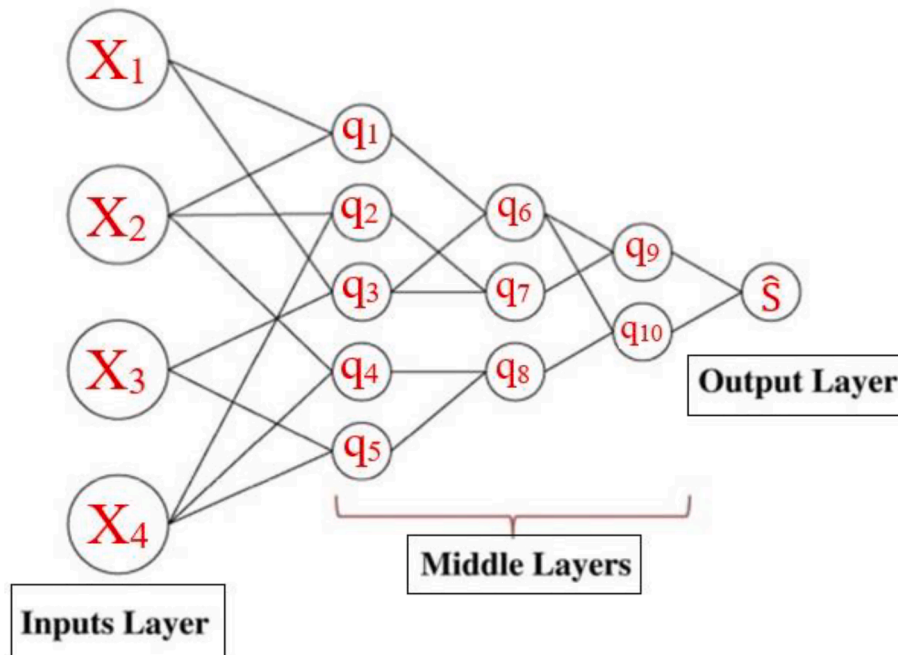 X₁
X₂
X₃
X₄
Inputs Layer
q₁
q₂
q₃
q₄
q₅
q₆
q₇
q₈
q₉
q₁₀
Middle Layers
Ŝ
Output Layer